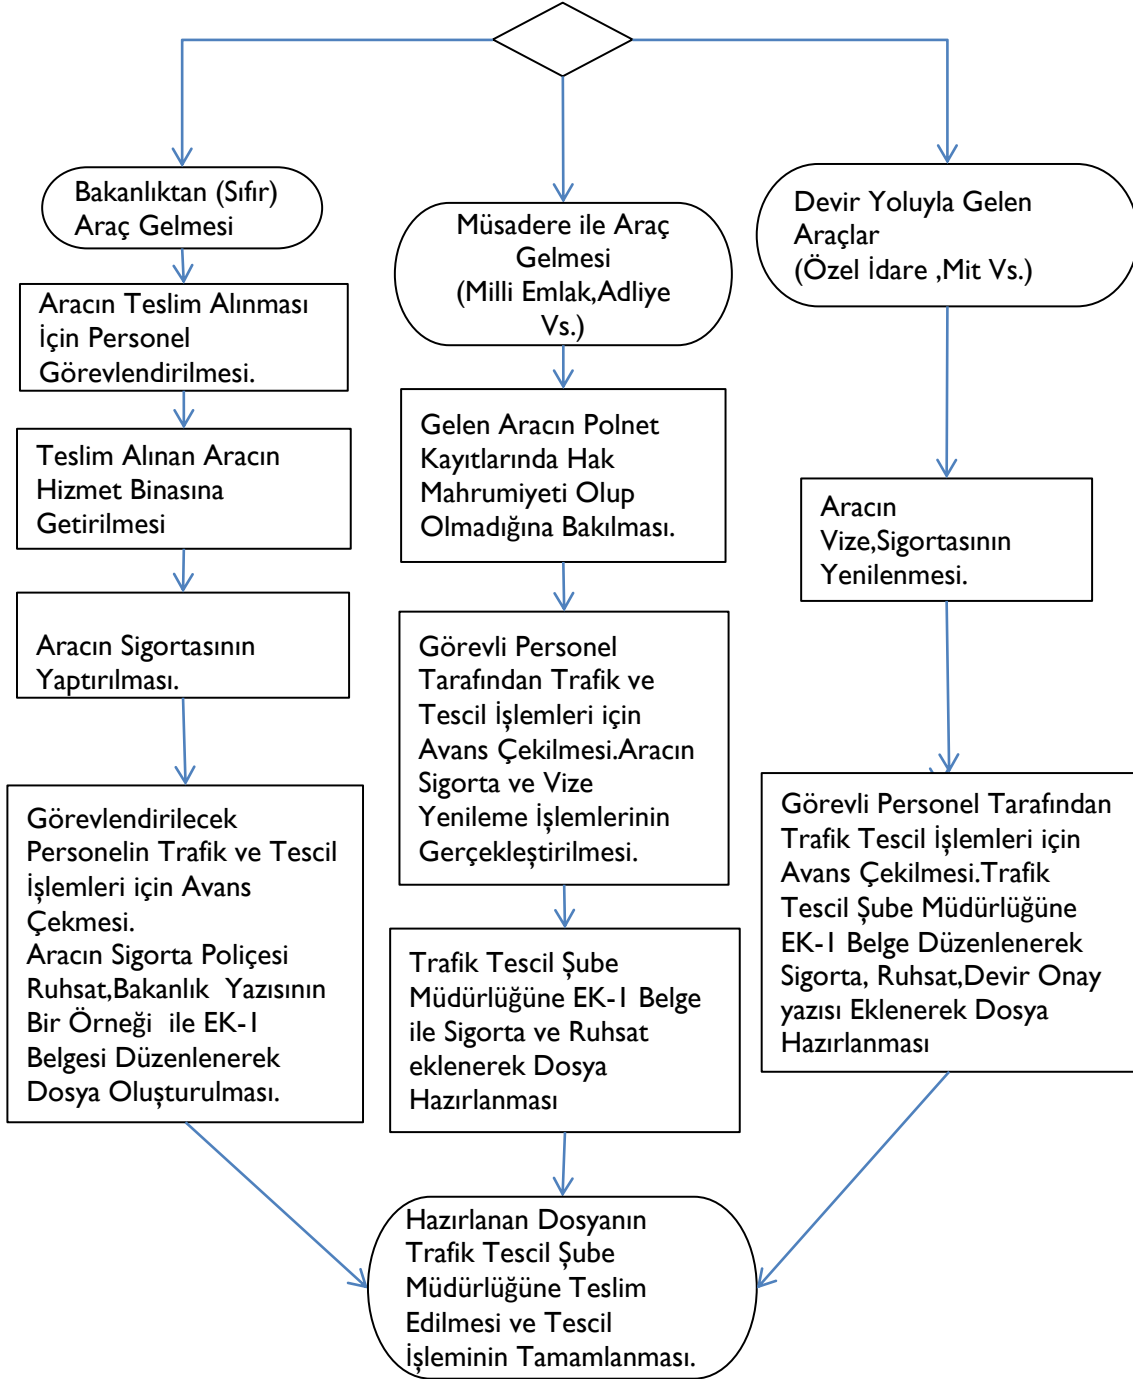 Bakanlıktan (Sıfır)
Araç Gelmesi
Aracın Teslim Alınması
İçin Personel
Görevlendirilmesi.
Teslim Alınan Aracın
Hizmet Binasına
Getirilmesi
Aracın Sigortasının
Yaptırılması.
Görevlendirilecek
Personelin Trafik ve Tescil
İşlemleri için Avans
Çekmesi.
Aracın Sigorta Poliçesi
Ruhsat,Bakanlık Yazısının
Bir Örneği ile EK-1
Belgesi Düzenlenerek
Dosya Oluşturulması.
Müsadere ile Araç
Gelmesi
(Milli Emlak,Adliye
Vs.)
Gelen Aracın Polnet
Kayıtlarında Hak
Mahrumiyeti Olup
Olmadığına Bakılması.
Görevli Personel
Tarafından Trafik ve
Tescil İşlemleri için
Avans Çekilmesi.Aracın
Sigorta ve Vize
Yenileme İşlemlerinin
Gerçekleştirilmesi.
Trafik Tescil Şube
Müdürlüğüne EK-1 Belge
ile Sigorta ve Ruhsat
eklenerek Dosya
Hazırlanması
Devir Yoluyla Gelen
Araçlar
(Özel İdare ,Mit Vs.)
Aracın
Vize,Sigortasının
Yenilenmesi.
Görevli Personel Tarafından
Trafik Tescil İşlemleri için
Avans Çekilmesi.Trafik
Tescil Şube Müdürlüğüne
EK-1 Belge Düzenlenerek
Sigorta, Ruhsat,Devir Onay
yazısı Eklenerek Dosya
Hazırlanması
Hazırlanan Dosyanın
Trafik Tescil Şube
Müdürlüğüne Teslim
Edilmesi ve Tescil
İşleminin Tamamlanması.